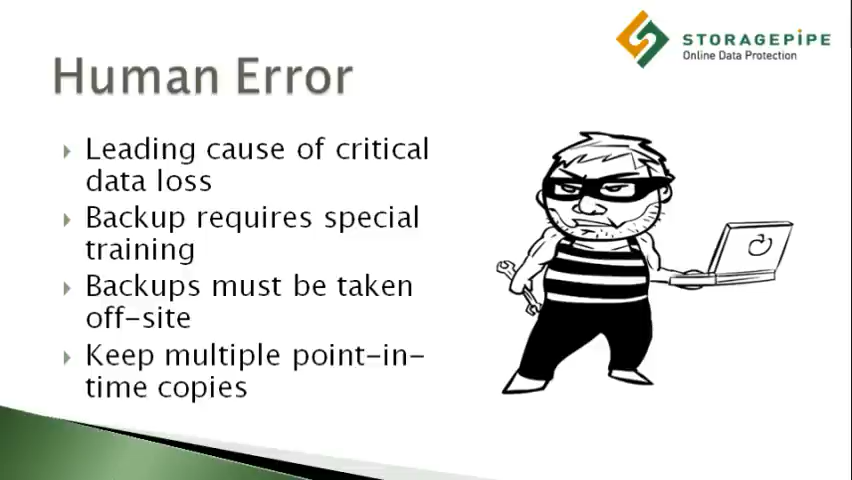 STORAGEPIPE
Online Data Protection
Human Error
Leading cause of critical
data loss
Backup requires special
training
Backups must be taken
off-site
Keep multiple point-in-
time copies